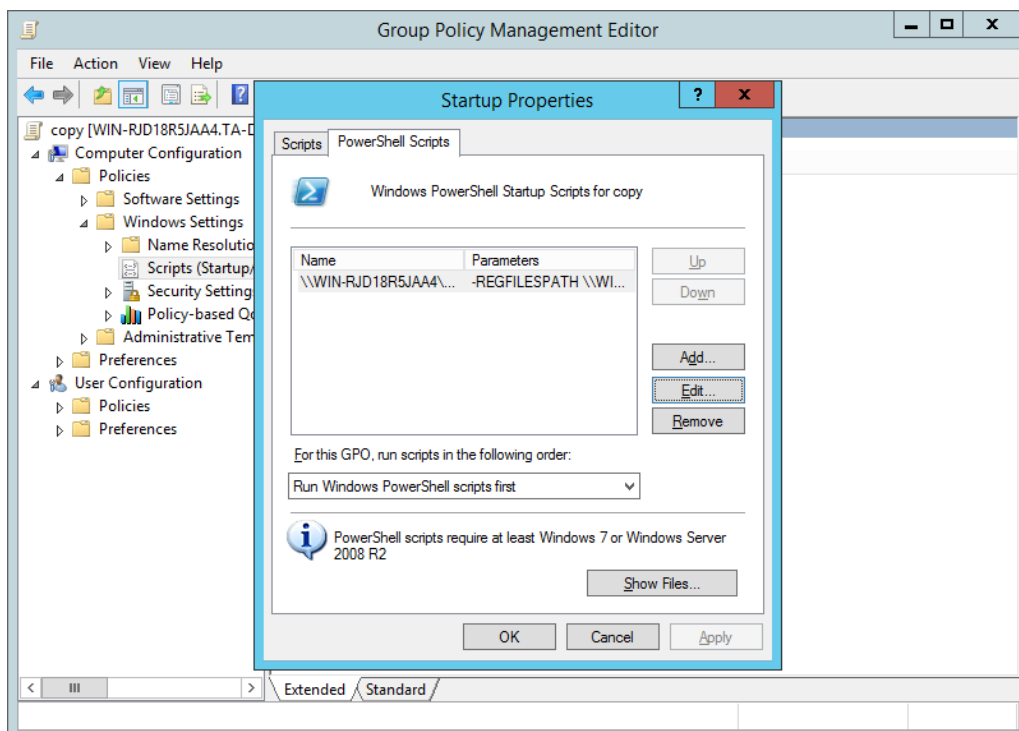 Group Policy Management Editor
File Action View Help
copy [WIN-RJD18R5JAA4.TA-D
Computer Configuration
Policies
Software Settings
Windows Settings
Name Resolutio
Scripts (Startup/
Security Setting
Policy-based Qo
Administrative Tem
Preferences
User Configuration
Policies
Preferences
Startup Properties
? x
Scripts PowerShell Scripts
Windows PowerShell Startup Scripts for copy
Name Parameters
\\WIN-RJD18R5JAA4\... -REGFILESPATH \\WI...
Up
Down
Add...
Edit...
Remove
For this GPO, run scripts in the following order:
Run Windows PowerShell scripts first
PowerShell scripts require at least Windows 7 or Windows Server
2008 R2
Show Files...
OK Cancel Apply
Extended Standard